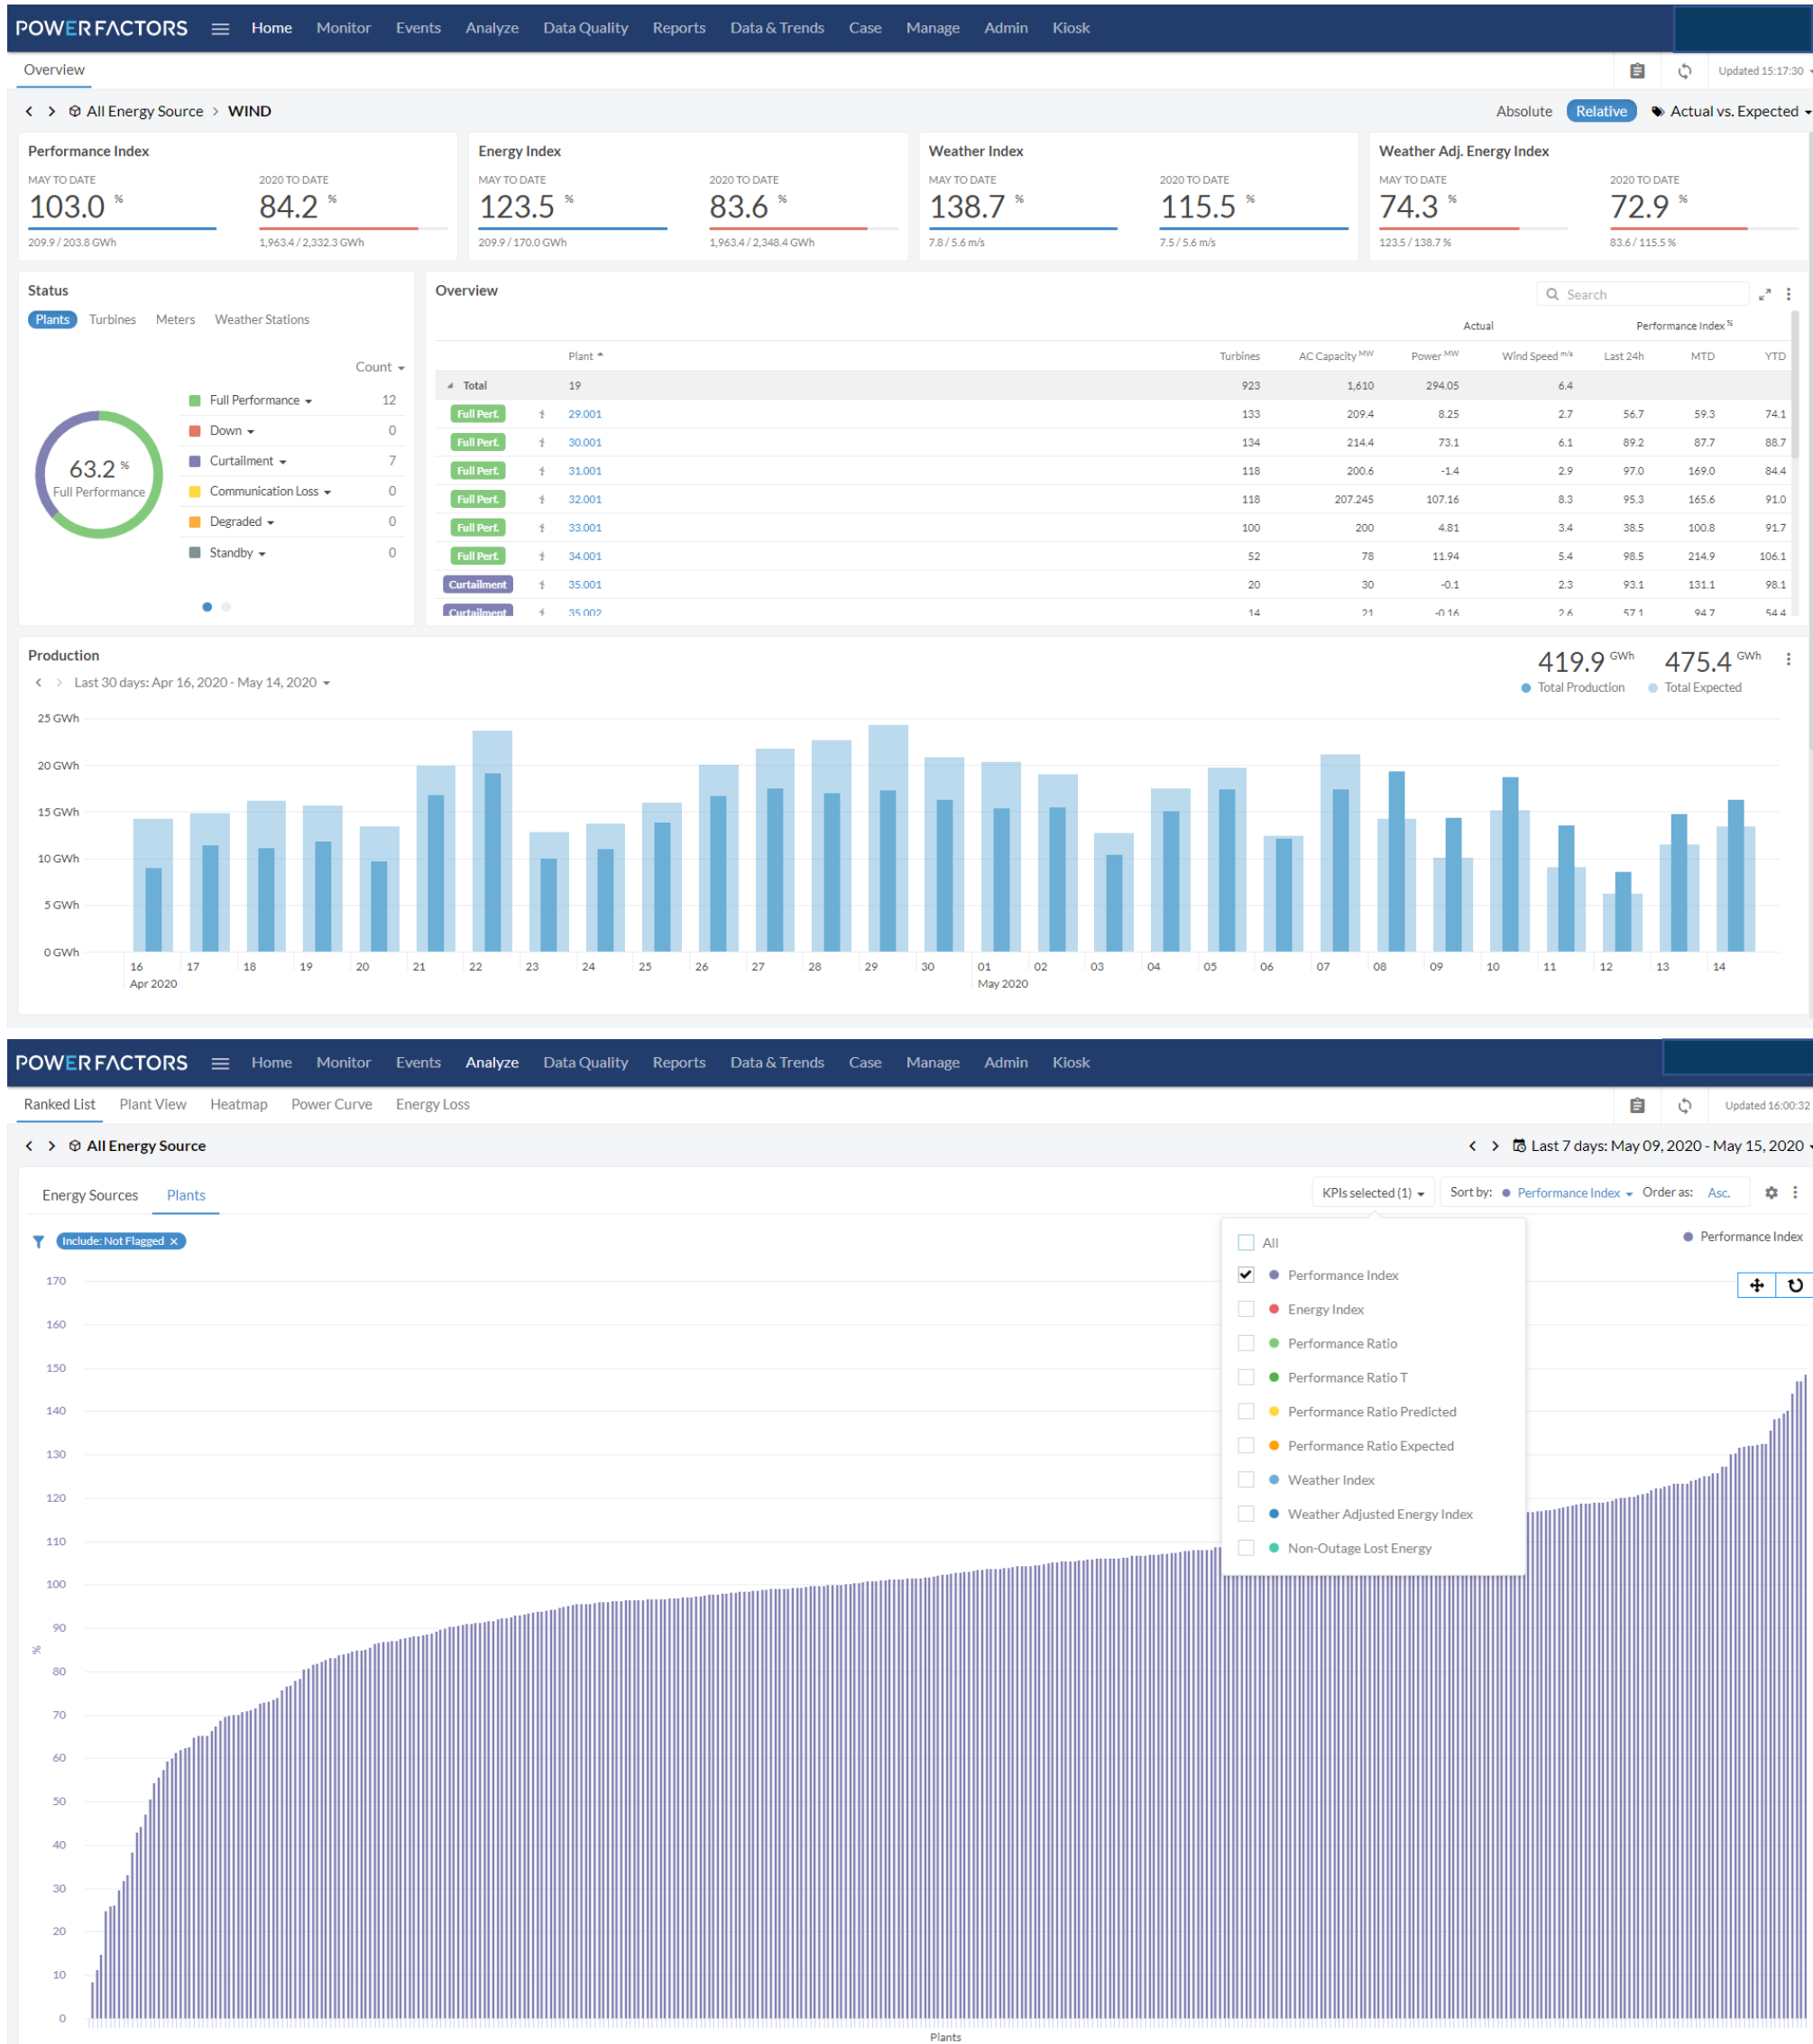 POWERFACTORS Home Monitor Events Analyze Data Quality Reports Data & Trends Case Manage Admin Kiosk
Overview Updated 15:17:30
All Energy Source > WIND Absolute Relative Actual vs. Expected
Performance Index
MAY TO DATE 2020 TO DATE
103.0 % 84.2 %
209.9 / 203.8 GWh 1,963.4 / 2,332.3 GWh
Energy Index
MAY TO DATE 2020 TO DATE
123.5 % 83.6 %
209.9 / 170.0 GWh 1,963.4 / 2,348.4 GWh
Weather Index
MAY TO DATE 2020 TO DATE
138.7 % 115.5 %
7.8 / 5.6 m/s 7.5 / 5.6 m/s
Weather Adj. Energy Index
MAY TO DATE 2020 TO DATE
74.3 % 72.9 %
123.5 / 138.7 % 83.6 / 115.5 %
Status
Plants Turbines Meters Weather Stations
Count
63.2 %
Full Performance
Full Performance 12
Down 0
Curtailment 7
Communication Loss 0
Degraded 0
Standby 0
Overview Search
Actual Performance Index %
Plant Turbines AC Capacity MW Power MW Wind Speed m/s Last 24h MTD YTD
Total 19 923 1,610 294.05 6.4
Full Perf. 29.001 133 209.4 8.25 2.7 56.7 59.3 74.1
Full Perf. 30.001 134 214.4 73.1 6.1 89.2 87.7 88.7
Full Perf. 31.001 118 200.6 -1.4 2.9 97.0 169.0 84.4
Full Perf. 32.001 118 207.245 107.16 8.3 95.3 165.6 91.0
Full Perf. 33.001 100 200 4.81 3.4 38.5 100.8 91.7
Full Perf. 34.001 52 78 11.94 5.4 98.5 214.9 106.1
Curtailment 35.001 20 30 -0.1 2.3 93.1 131.1 98.1
Curtailment 35.002 14 21 -0.16 2.6 57.1 94.7 54.4
Production
Last 30 days: Apr 16, 2020 - May 14, 2020
419.9 GWh 475.4 GWh
Total Production Total Expected
25 GWh
20 GWh
15 GWh
10 GWh
5 GWh
0 GWh
16 17 18 19 20 21 22 23 24 25 26 27 28 29 30 01 02 03 04 05 06 07 08 09 10 11 12 13 14
Apr 2020 May 2020
POWERFACTORS Home Monitor Events Analyze Data Quality Reports Data & Trends Case Manage Admin Kiosk
Ranked List Plant View Heatmap Power Curve Energy Loss Updated 16:00:32
All Energy Source Last 7 days: May 09, 2020 - May 15, 2020
Energy Sources Plants KPIs selected (1) Sort by: Performance Index Order as: Asc.
Include: Not Flagged × Performance Index
All
Performance Index
Energy Index
Performance Ratio
Performance Ratio T
Performance Ratio Predicted
Performance Ratio Expected
Weather Index
Weather Adjusted Energy Index
Non-Outage Lost Energy
170
160
150
140
130
120
110
100
90
%
80
70
60
50
40
30
20
10
0
Plants